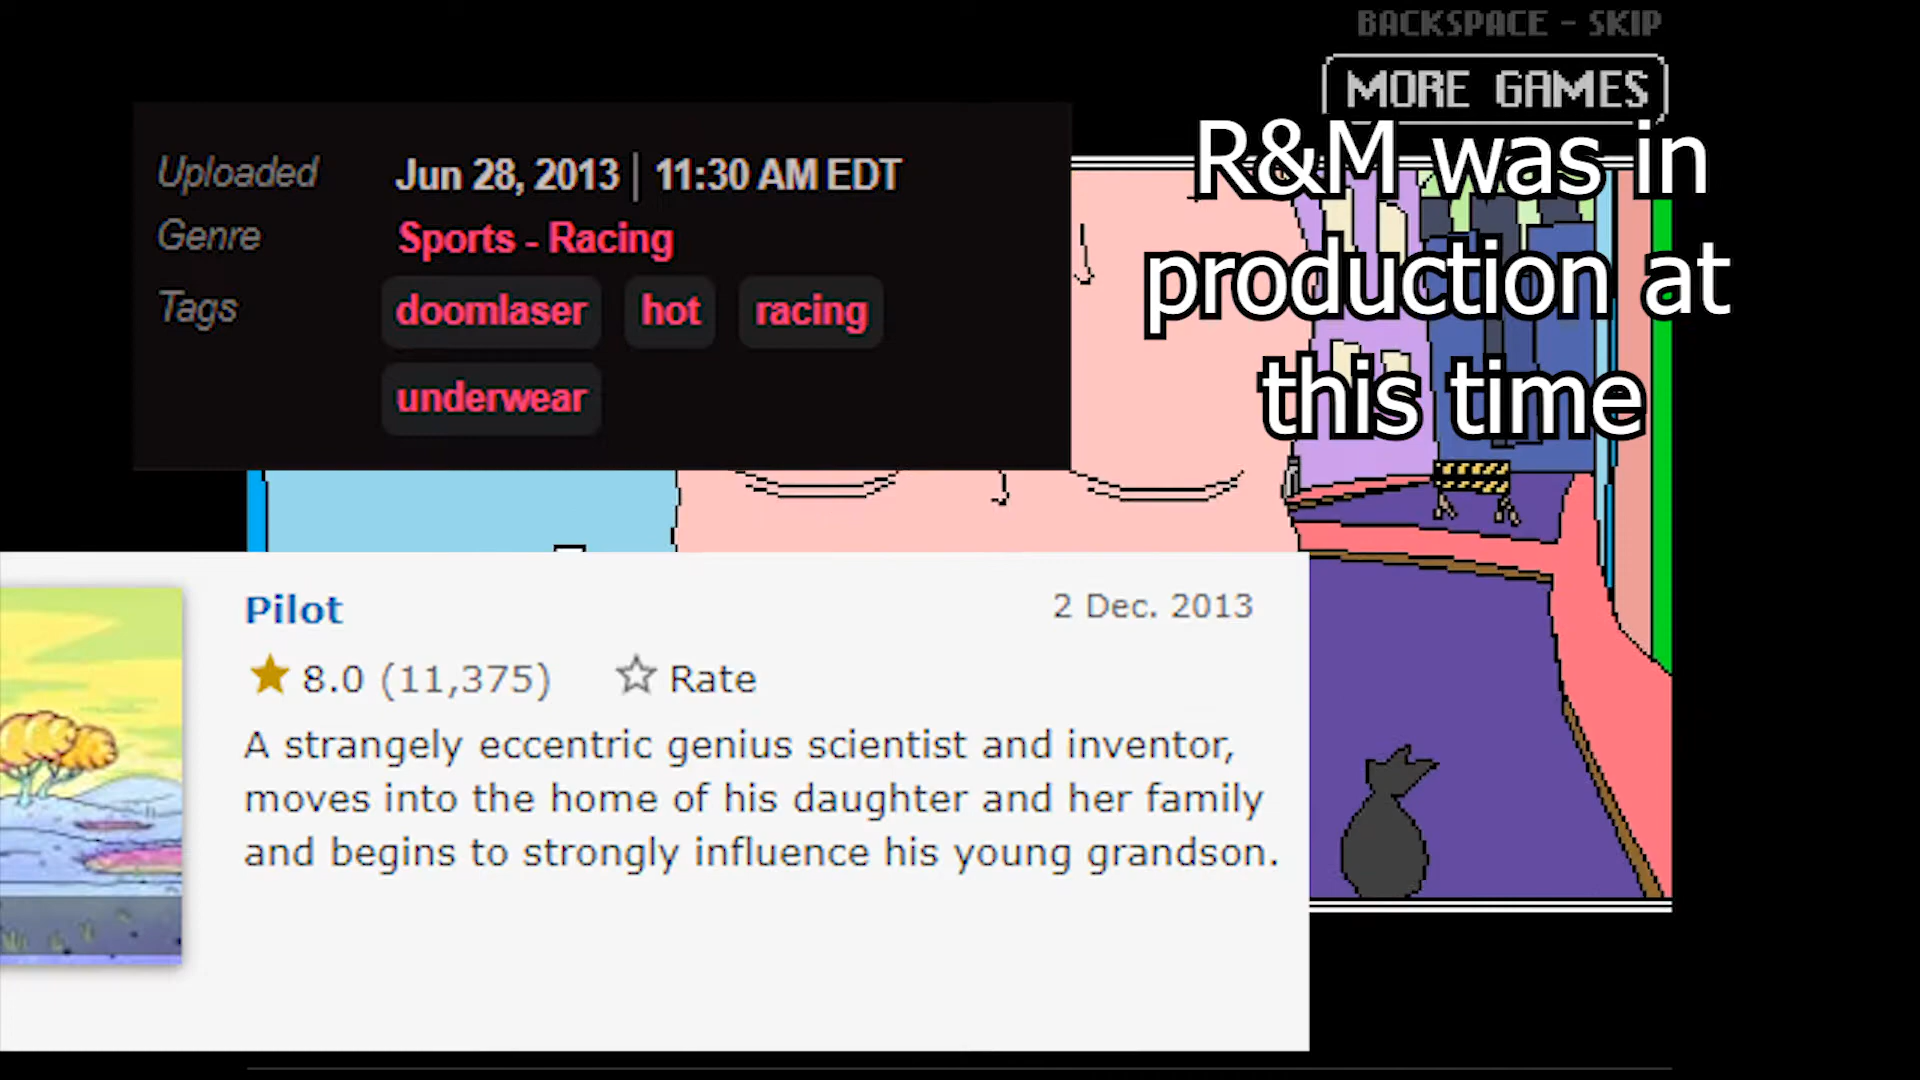 BACKSPACE - SKIP
MORE GAMES
R&M was in
production at
this time
Uploaded Jun 28, 2013 | 11:30 AM EDT
Genre Sports - Racing
Tags doomlaser hot racing
underwear
Pilot 2 Dec. 2013
8.0 (11,375) Rate
A strangely eccentric genius scientist and inventor,
moves into the home of his daughter and her family
and begins to strongly influence his young grandson.